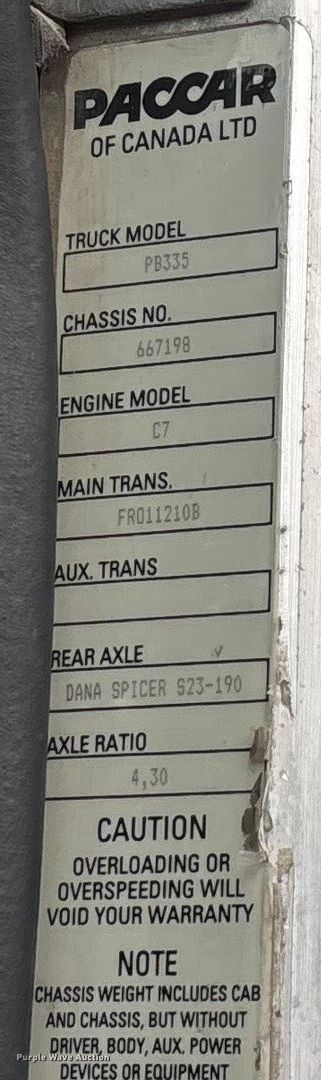 PACCAR
OF CANADA LTD
TRUCK MODEL
PB335
CHASSIS NO.
667198
ENGINE MODEL
C7
MAIN TRANS.
FRO11210B
AUX. TRANS
REAR AXLE
DANA SPICER S23-190
AXLE RATIO
4,30
CAUTION
OVERLOADING OR
OVERSPEEDING WILL
VOID YOUR WARRANTY
NOTE
CHASSIS WEIGHT INCLUDES CAB
AND CHASSIS, BUT WITHOUT
DRIVER, BODY, AUX. POWER
DEVICES OR EQUIPMENT
Purple Wave Auction